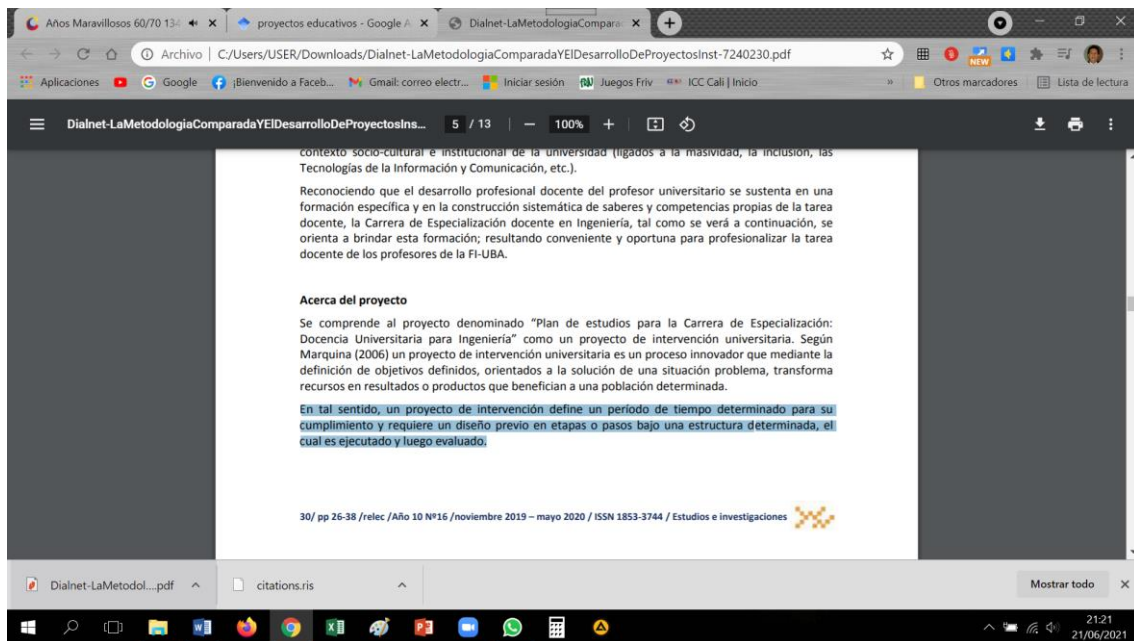 Años Maravillosos 60/70 134
proyectos educativos - Google A
Dialnet-LaMetodologiaCompara
Archivo | C:/Users/USER/Downloads/Dialnet-LaMetodologiaComparadaYElDesarrolloDeProyectosInst-7240230.pdf
NEW
Aplicaciones
Google
¡Bienvenido a Faceb...
Gmail: correo electr...
Iniciar sesión
Juegos Friv
ICC Cali | Inicio
»
Otros marcadores
Lista de lectura
Dialnet-LaMetodologiaComparadaYElDesarrolloDeProyectosIns...
5 / 13
100%
contexto socio-cultural e institucional de la universidad (ligados a la masividad, la inclusión, las
Tecnologías de la Información y Comunicación, etc.).
Reconociendo que el desarrollo profesional docente del profesor universitario se sustenta en una
formación específica y en la construcción sistemática de saberes y competencias propias de la tarea
docente, la Carrera de Especialización docente en Ingeniería, tal como se verá a continuación, se
orienta a brindar esta formación; resultando conveniente y oportuna para profesionalizar la tarea
docente de los profesores de la FI-UBA.
Acerca del proyecto
Se comprende al proyecto denominado "Plan de estudios para la Carrera de Especialización:
Docencia Universitaria para Ingeniería" como un proyecto de intervención universitaria. Según
Marquina (2006) un proyecto de intervención universitaria es un proceso innovador que mediante la
definición de objetivos definidos, orientados a la solución de una situación problema, transforma
recursos en resultados o productos que benefician a una población determinada.
En tal sentido, un proyecto de intervención define un período de tiempo determinado para su
cumplimiento y requiere un diseño previo en etapas o pasos bajo una estructura determinada, el
cual es ejecutado y luego evaluado.
30/ pp 26-38 /relec /Año 10 Nº16 /noviembre 2019 – mayo 2020 / ISSN 1853-3744 / Estudios e investigaciones
Dialnet-LaMetodol....pdf
citations.ris
Mostrar todo
21:21
21/06/2021